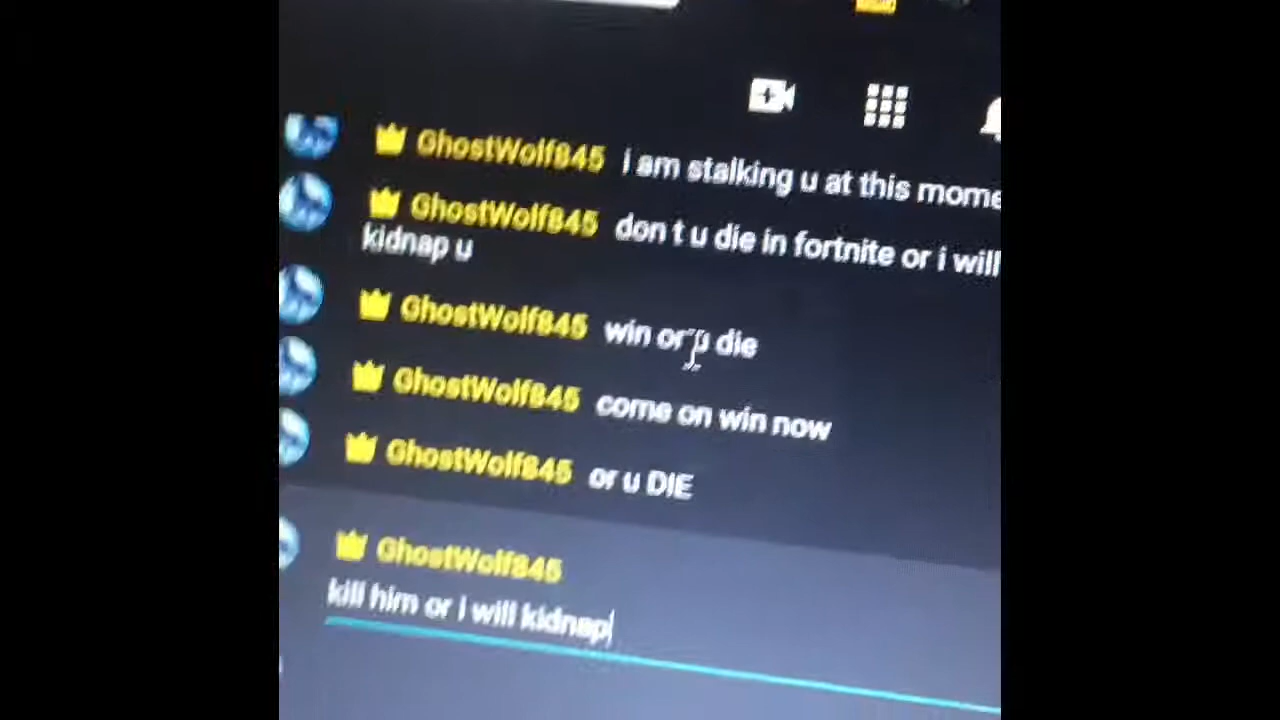 GhostWolf845 i am stalking u at this mome
GhostWolf845 don t u die in fortnite or i will
kidnap u
GhostWolf845 win or u die
GhostWolf845 come on win now
GhostWolf845 or u DIE
GhostWolf845
kill him or i will kidnap